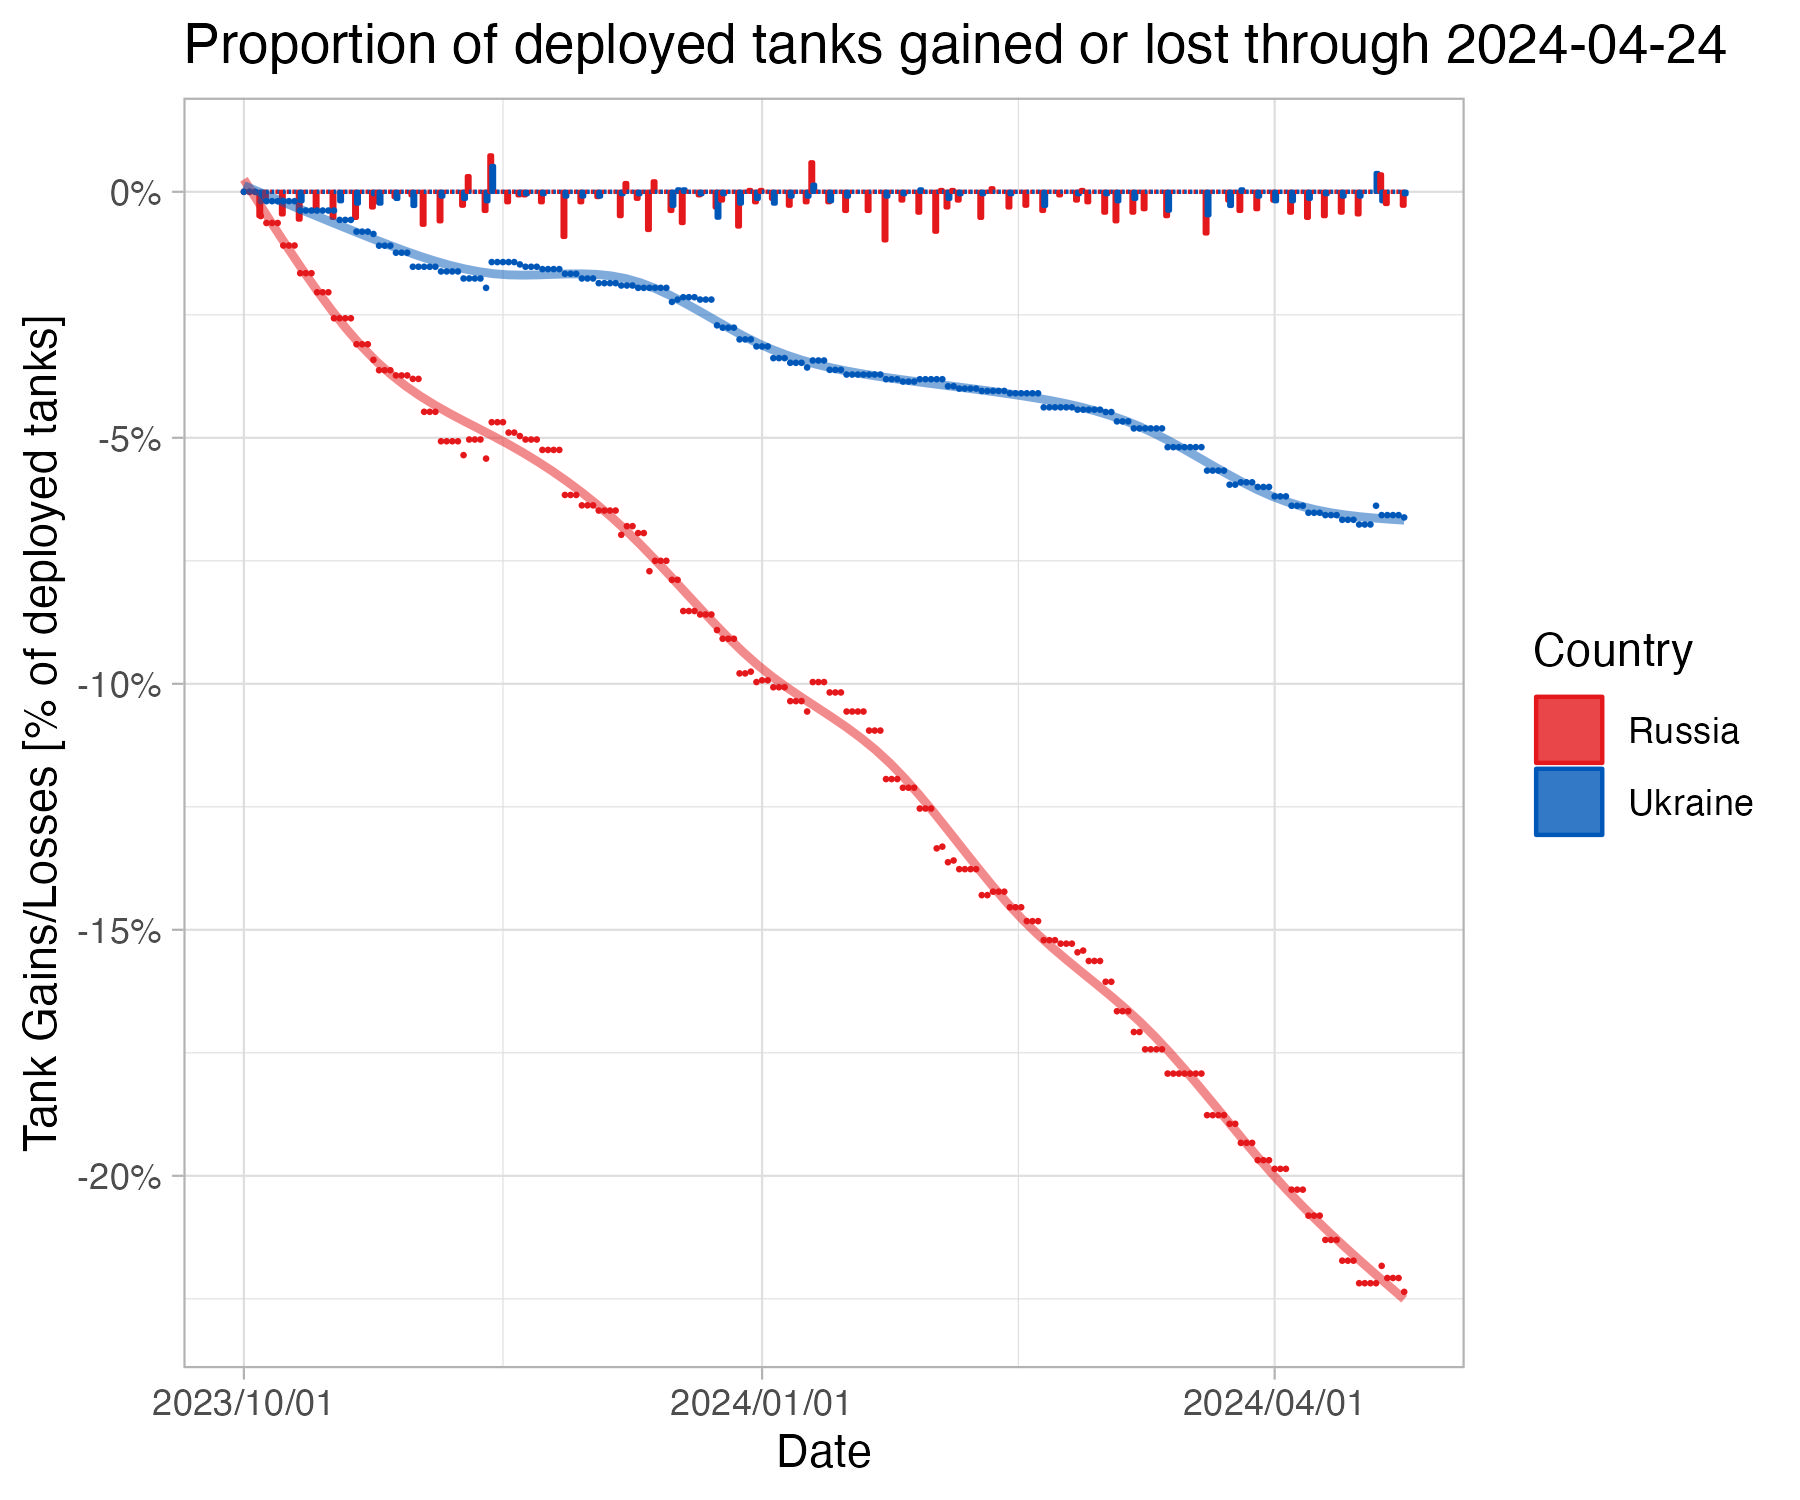 Proportion of deployed tanks gained or lost through 2024-04-24
Tank Gains/Losses [% of deployed tanks]
0%
-5%
-10%
-15%
-20%
2023/10/01
2024/01/01
2024/04/01
Date
Country
Russia
Ukraine